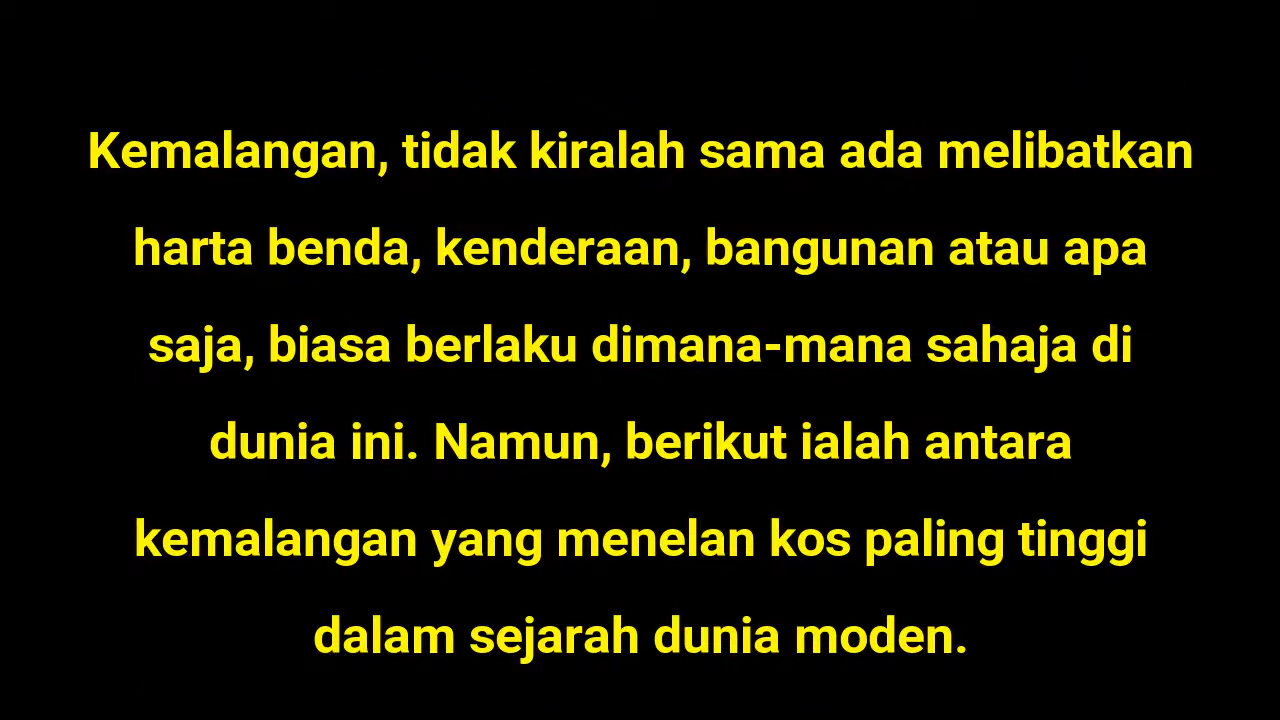 Kemalangan, tidak kiralah sama ada melibatkan
harta benda, kenderaan, bangunan atau apa
saja, biasa berlaku dimana-mana sahaja di
dunia ini. Namun, berikut ialah antara
kemalangan yang menelan kos paling tinggi
dalam sejarah dunia moden.